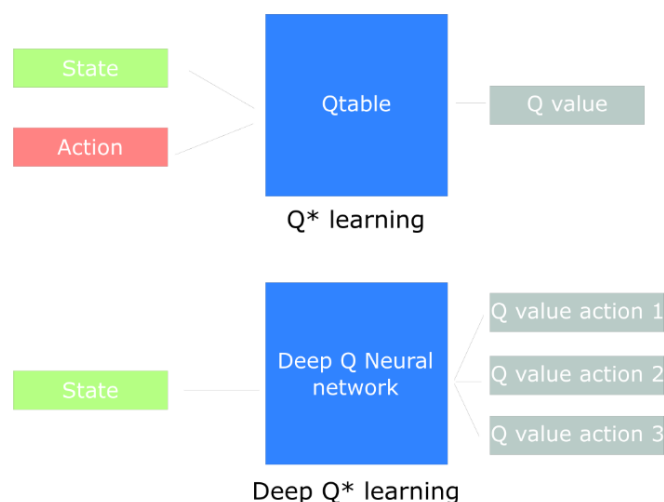 State
Action
Qtable
Q value
Q* learning
State
Deep Q Neural
network
Q value action 1
Q value action 2
Q value action 3
Deep Q* learning